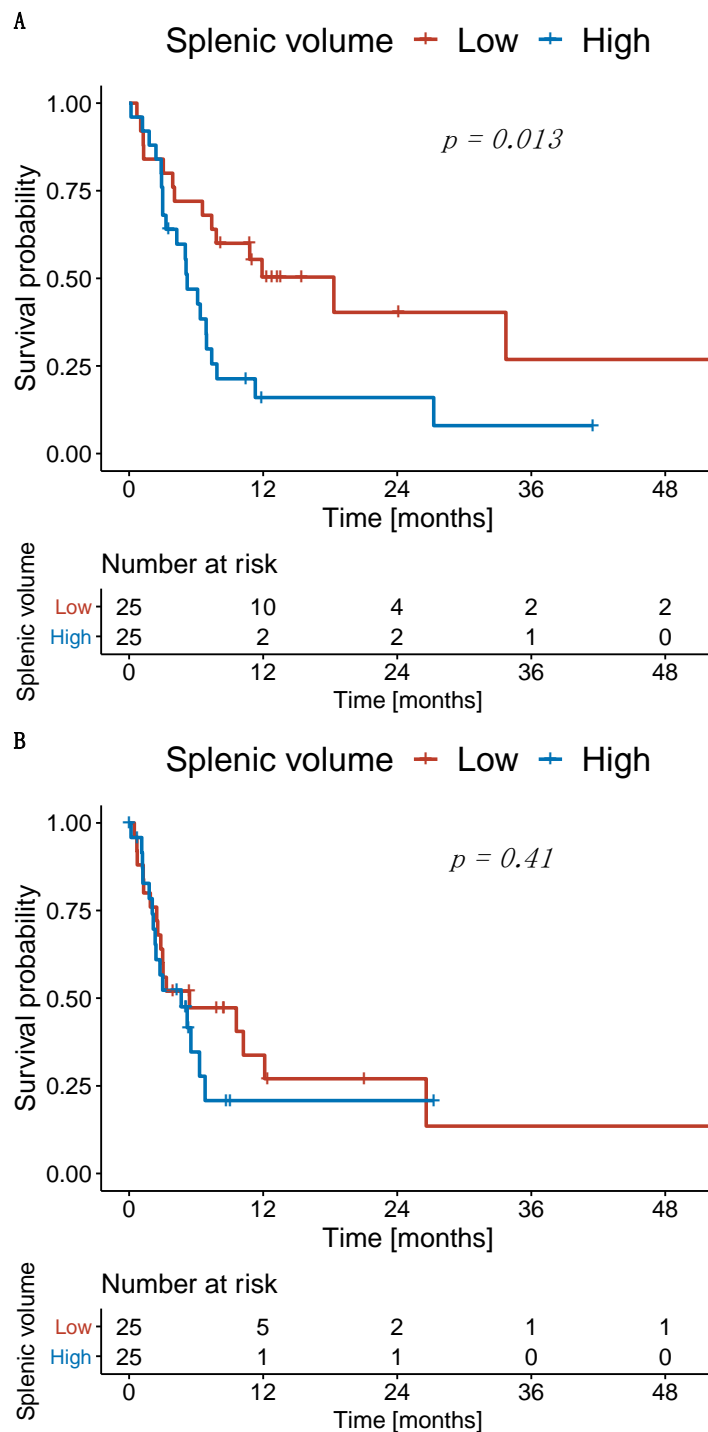 A
Splenic volume Low High
1.00
0.75
0.50
0.25
0.00
Survival probability
p = 0.013
0 12 24 36 48
Time [months]
Number at risk
Splenic volume
Low 25 10 4 2 2
High 25 2 2 1 0
0 12 24 36 48
Time [months]
B
Splenic volume Low High
1.00
0.75
0.50
0.25
0.00
Survival probability
p = 0.41
0 12 24 36 48
Time [months]
Number at risk
Splenic volume
Low 25 5 2 1 1
High 25 1 1 0 0
0 12 24 36 48
Time [months]